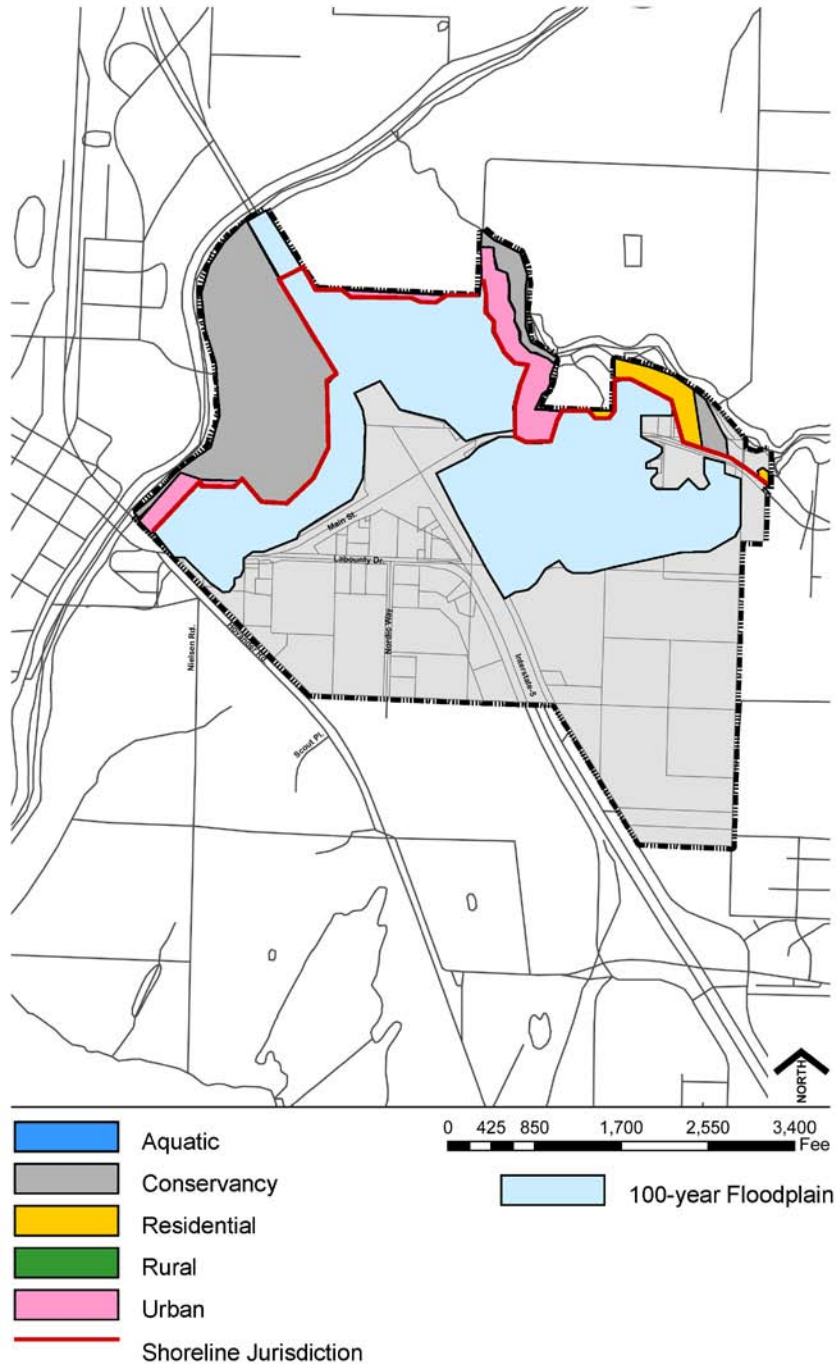 Main St.
Labounty Dr.
Nordic Way
Nielsen Rd.
Interstate-5
Scout Pl.
NORTH
0 425 850 1,700 2,550 3,400
Fee
Aquatic
Conservancy
Residential
Rural
Urban
Shoreline Jurisdiction
100-year Floodplain